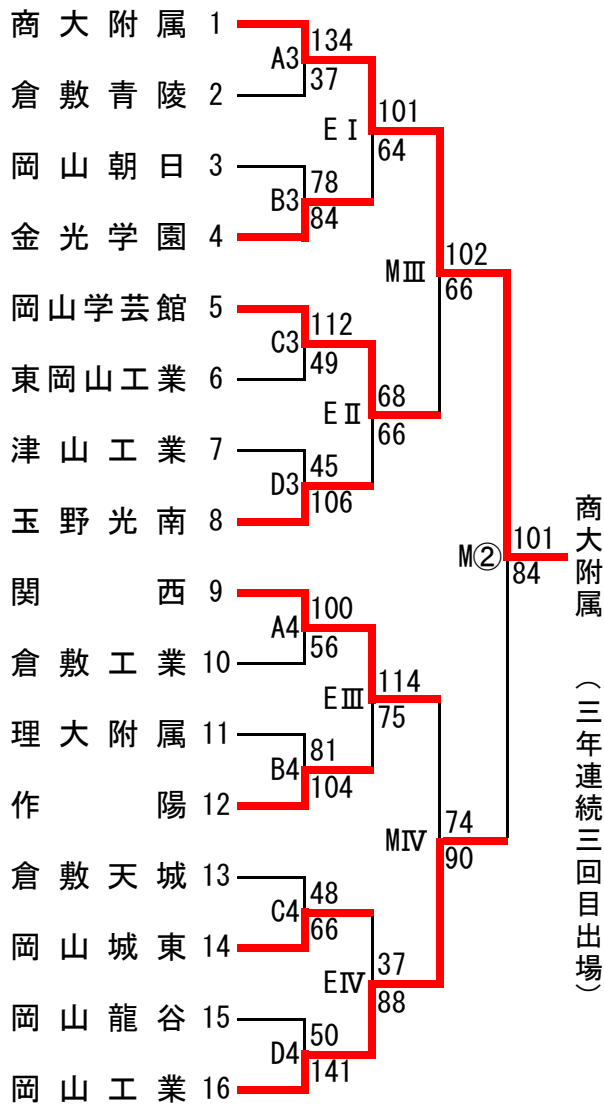 商大附属 1
倉敷青陵 2
岡山朝日 3
金光学園 4
岡山学芸館 5
東岡山工業 6
津山工業 7
玉野光南 8
関西 9
倉敷工業 10
理大附属 11
作陽 12
倉敷天城 13
岡山城東 14
岡山龍谷 15
岡山工業 16
A3 134
37
B3 78
84
C3 112
49
D3 45
106
A4 100
56
B4 81
104
C4 48
66
D4 50
141
EⅠ 101
64
EⅡ 68
66
EⅢ 114
75
EⅣ 37
88
MⅢ 102
66
MⅣ 74
90
M② 101
84
商大附属 (三年連続三回目出場)